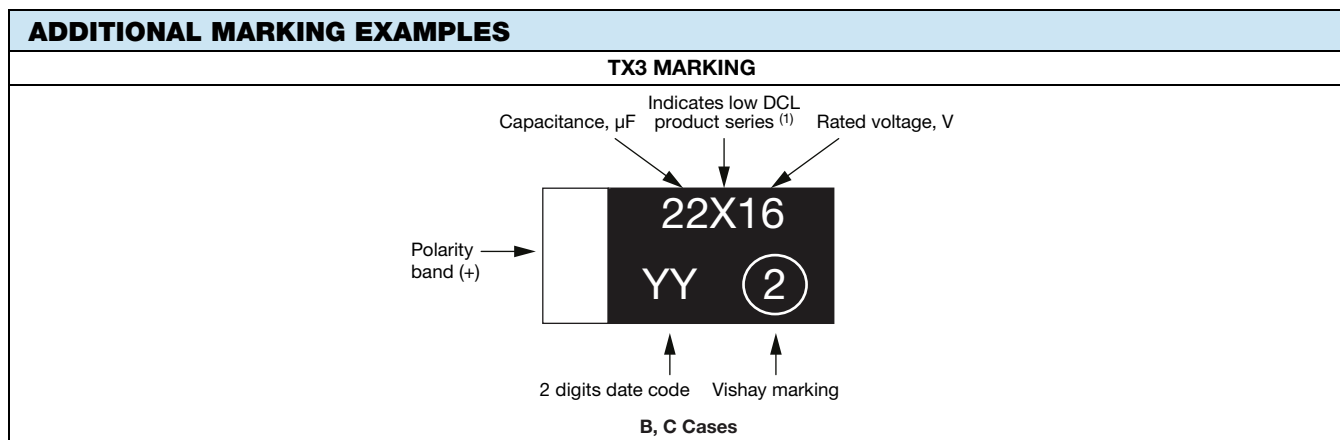 ADDITIONAL MARKING EXAMPLES
TX3 MARKING
Indicates low DCL
product series (1)
Capacitance, µF
Rated voltage, V
22X16
Polarity
band (+)
YY 2
2 digits date code
Vishay marking
B, C Cases